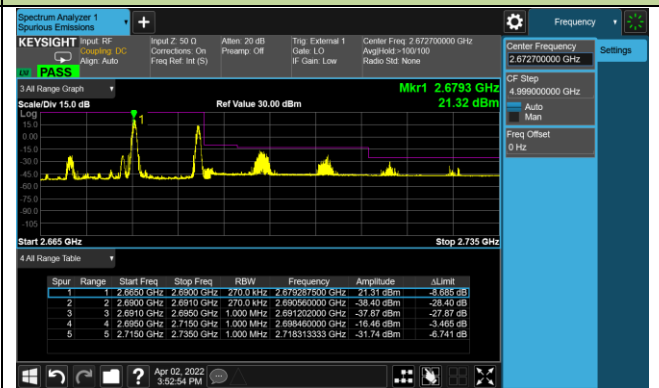 Spectrum Analyzer 1
Spurious Emissions
Frequency
KEYSIGHT
Input: RF
Coupling: DC
Align: Auto
Input Z: 50 Ω
Corrections: On
Freq Ref: Int (S)
Atten: 20 dB
Preamp: Off
Trig: External 1
Gate: LO
IF Gain: Low
Center Freq: 2.672700000 GHz
Avg|Hold:>100/100
Radio Std: None
PASS
3 All Range Graph
Scale/Div 15.0 dB
Ref Value 30.00 dBm
Mkr1 2.6793 GHz
21.32 dBm
Log
15.0
0.00
-15.0
-30.0
-45.0
-60.0
-75.0
-90.0
-105
1
Start 2.665 GHz
Stop 2.735 GHz
4 All Range Table
Spur Range Start Freq Stop Freq RBW Frequency Amplitude ΔLimit
1 1 2.6650 GHz 2.6900 GHz 270.0 kHz 2.679287500 GHz 21.31 dBm -8.685 dB
2 2 2.6900 GHz 2.6910 GHz 270.0 kHz 2.690560000 GHz -38.40 dBm -28.40 dB
3 3 2.6910 GHz 2.6950 GHz 1.000 MHz 2.691202000 GHz -37.87 dBm -27.87 dB
4 4 2.6950 GHz 2.7150 GHz 1.000 MHz 2.698460000 GHz -16.46 dBm -3.465 dB
5 5 2.7150 GHz 2.7350 GHz 1.000 MHz 2.718313333 GHz -31.74 dBm -6.741 dB
Apr 02, 2022
3:52:54 PM
Center Frequency
2.672700000 GHz
Settings
CF Step
4.999000000 GHz
Auto
Man
Freq Offset
0 Hz